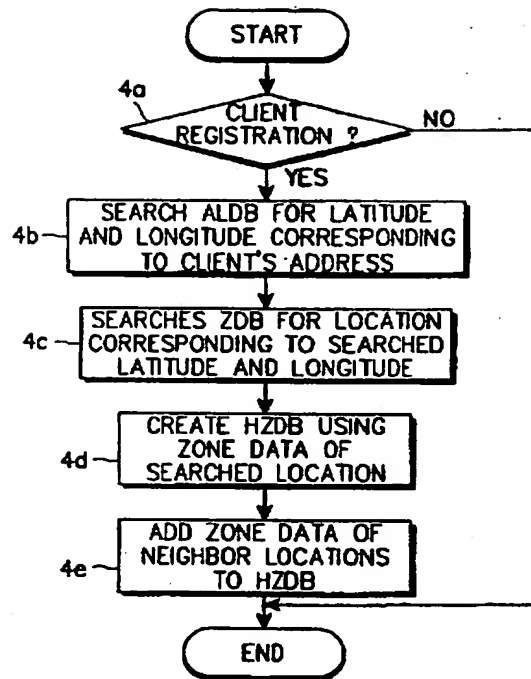 START
4a
CLIENT
REGISTRATION ?
NO
YES
4b
SEARCH ALDB FOR LATITUDE
AND LONGITUDE CORRESPONDING
TO CLIENT'S ADDRESS
4c
SEARCHES ZDB FOR LOCATION
CORRESPONDING TO SEARCHED
LATITUDE AND LONGITUDE
4d
CREATE HZDB USING
ZONE DATA OF
SEARCHED LOCATION
4e
ADD ZONE DATA OF
NEIGHBOR LOCATIONS
TO HZDB
END